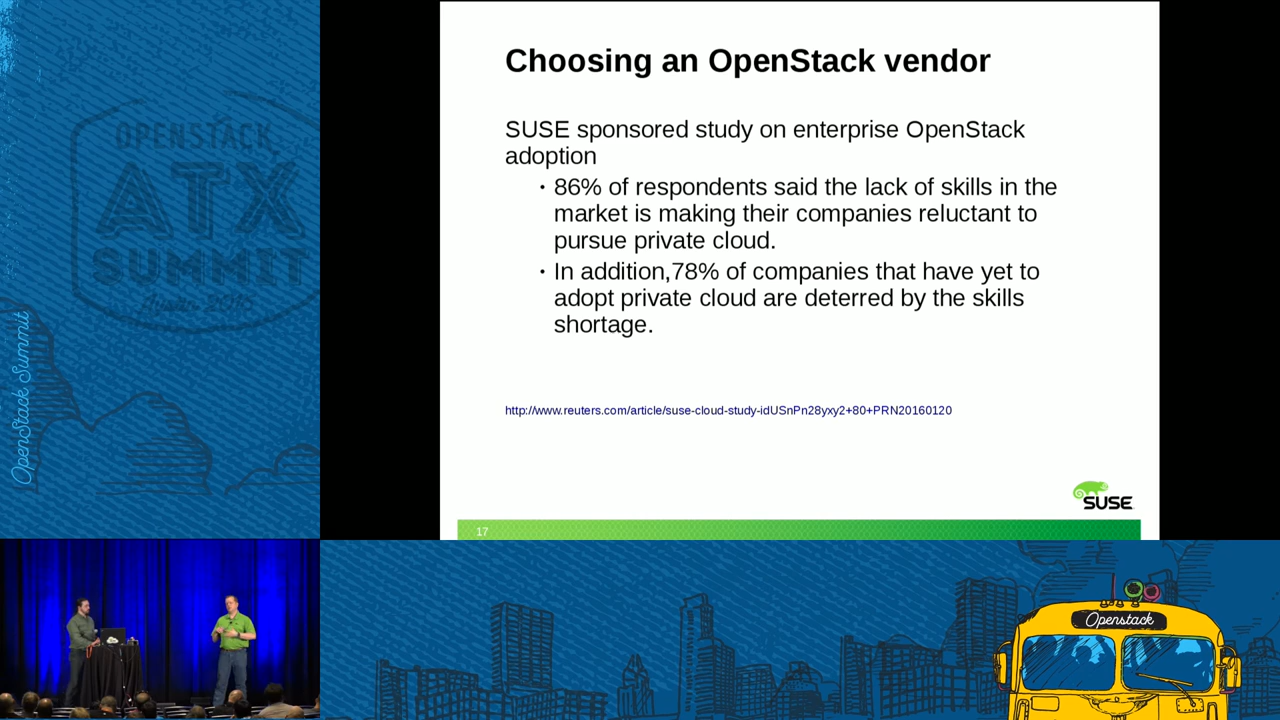 OPENSTACK
ATX
SUMMIT
Austin 2016
OpenStack Summit
Choosing an OpenStack vendor
SUSE sponsored study on enterprise OpenStack
adoption
· 86% of respondents said the lack of skills in the
market is making their companies reluctant to
pursue private cloud.
· In addition,78% of companies that have yet to
adopt private cloud are deterred by the skills
shortage.
http://www.reuters.com/article/suse-cloud-study-idUSnPn28yxy2+80+PRN20160120
SUSE
17
Openstack